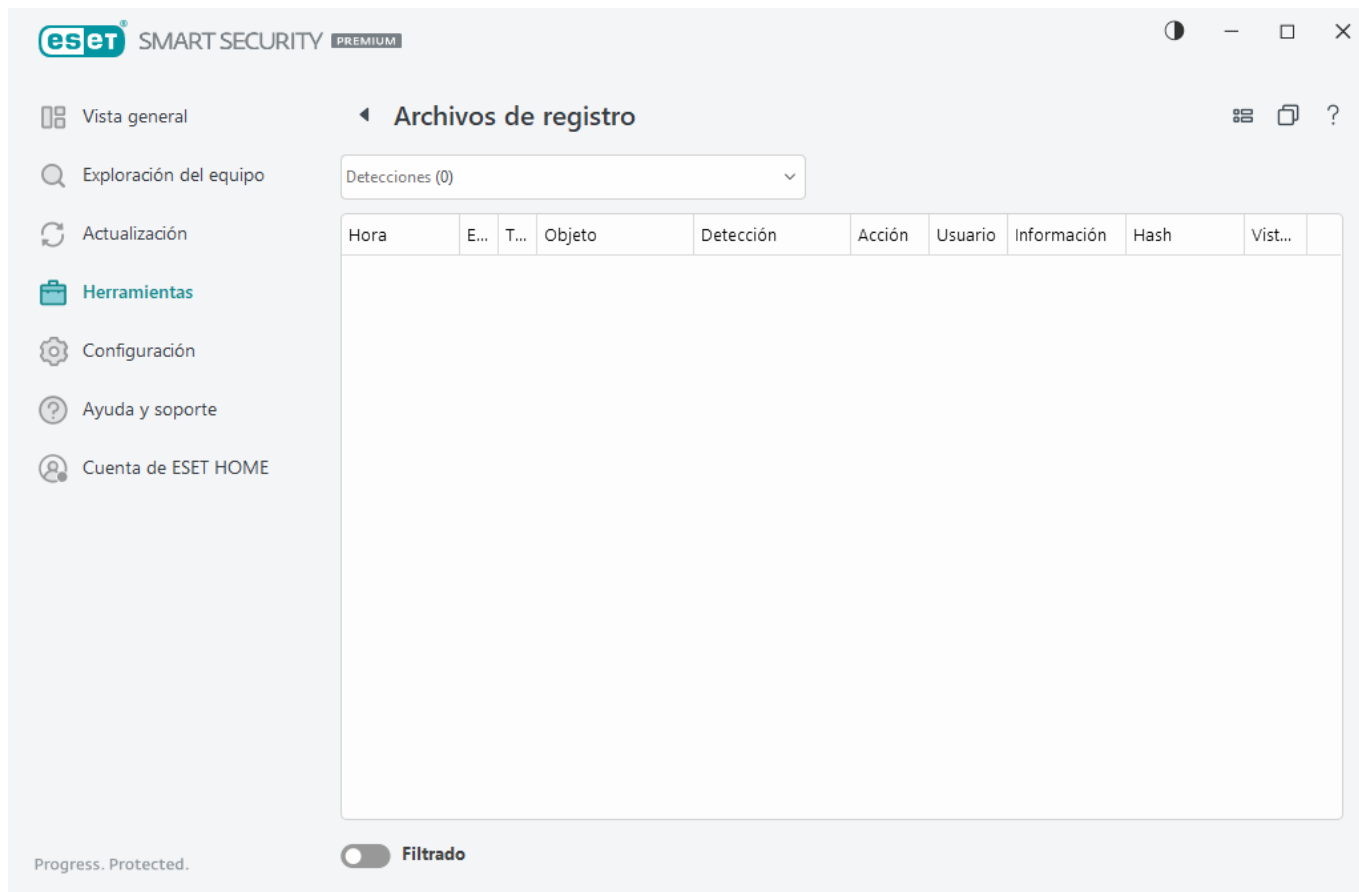 eset® SMART SECURITY PREMIUM
Vista general
Exploración del equipo
Actualización
Herramientas
Configuración
Ayuda y soporte
Cuenta de ESET HOME
Progress. Protected.
Archivos de registro
?
Detecciones (0)
Hora E... T... Objeto Detección Acción Usuario Información Hash Vist...
Filtrado